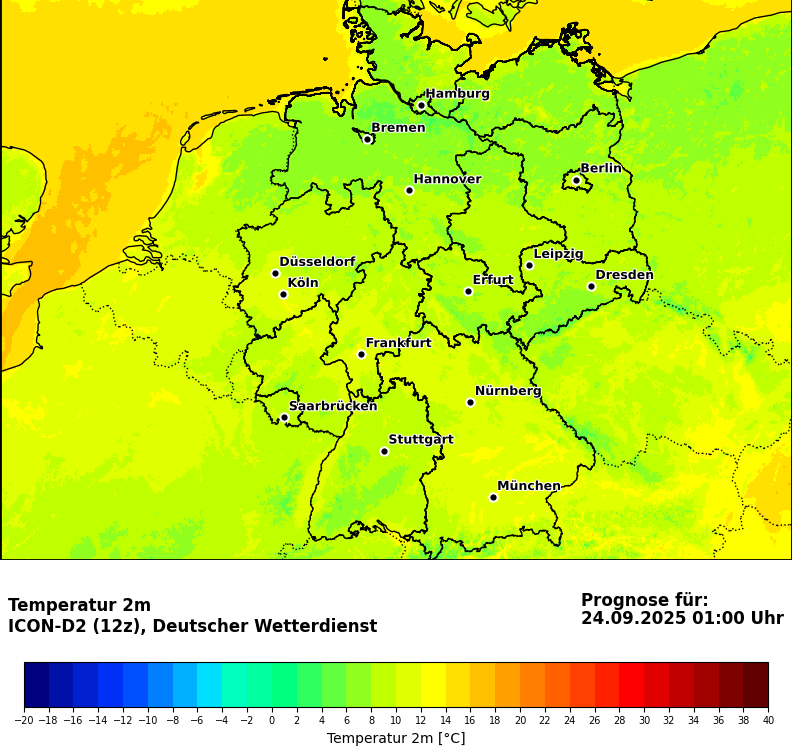 Hamburg
Bremen
Berlin
Hannover
Leipzig
Düsseldorf
Dresden
Köln
Erfurt
Frankfurt
Nürnberg
Saarbrücken
Stuttgart
München
Temperatur 2m
ICON-D2 (12z), Deutscher Wetterdienst
Prognose für:
24.09.2025 01:00 Uhr
−20 −18 −16 −14 −12 −10 −8 −6 −4 −2 0 2 4 6 8 10 12 14 16 18 20 22 24 26 28 30 32 34 36 38 40
Temperatur 2m [°C]